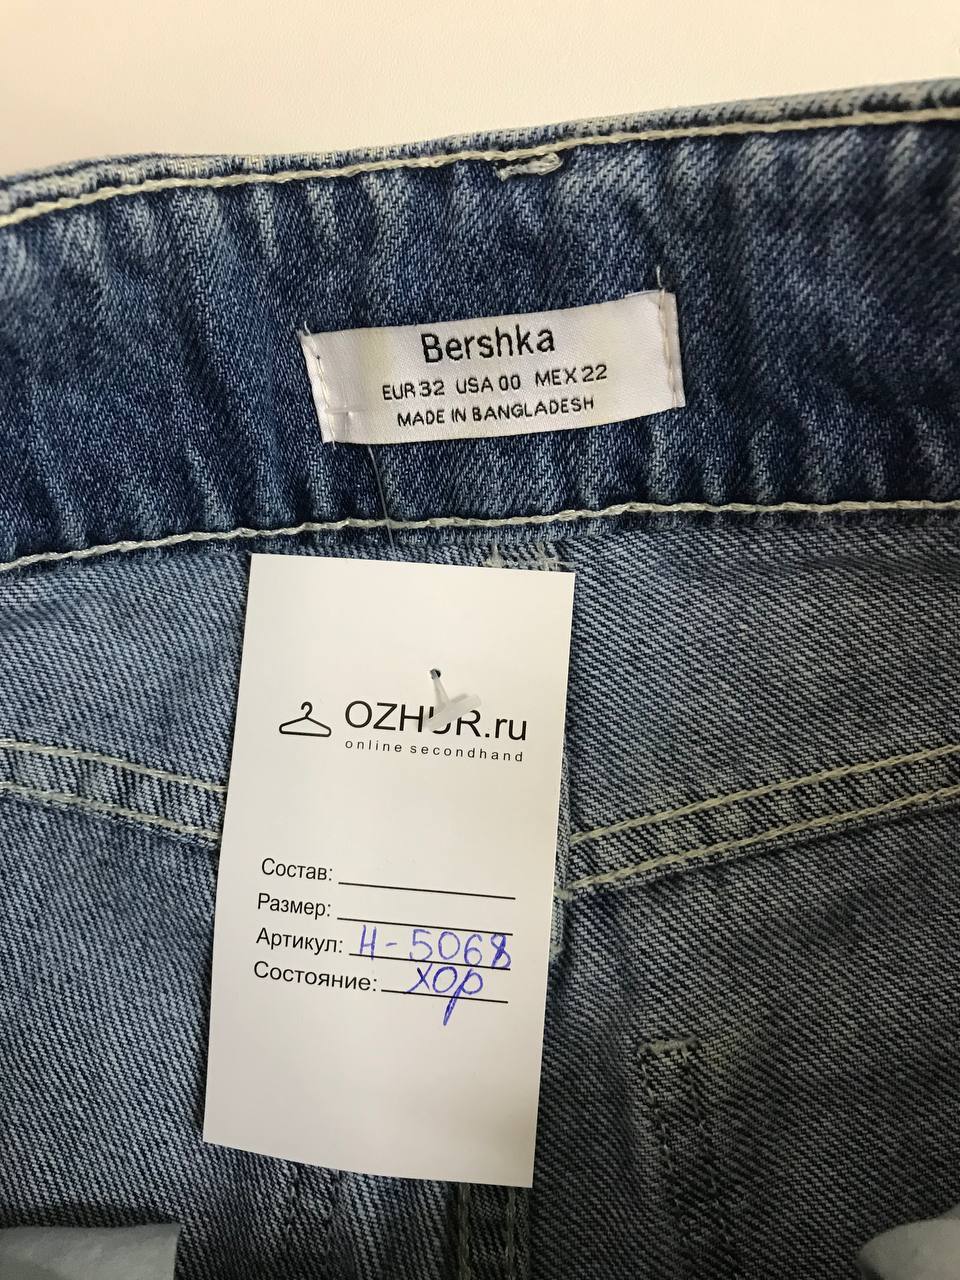 Bershka
EUR 32 USA 00 MEX 22
MADE IN BANGLADESH
OZHUR.ru
online secondhand
Состав:
Размер:
Артикул: Н-5068
Состояние: хор